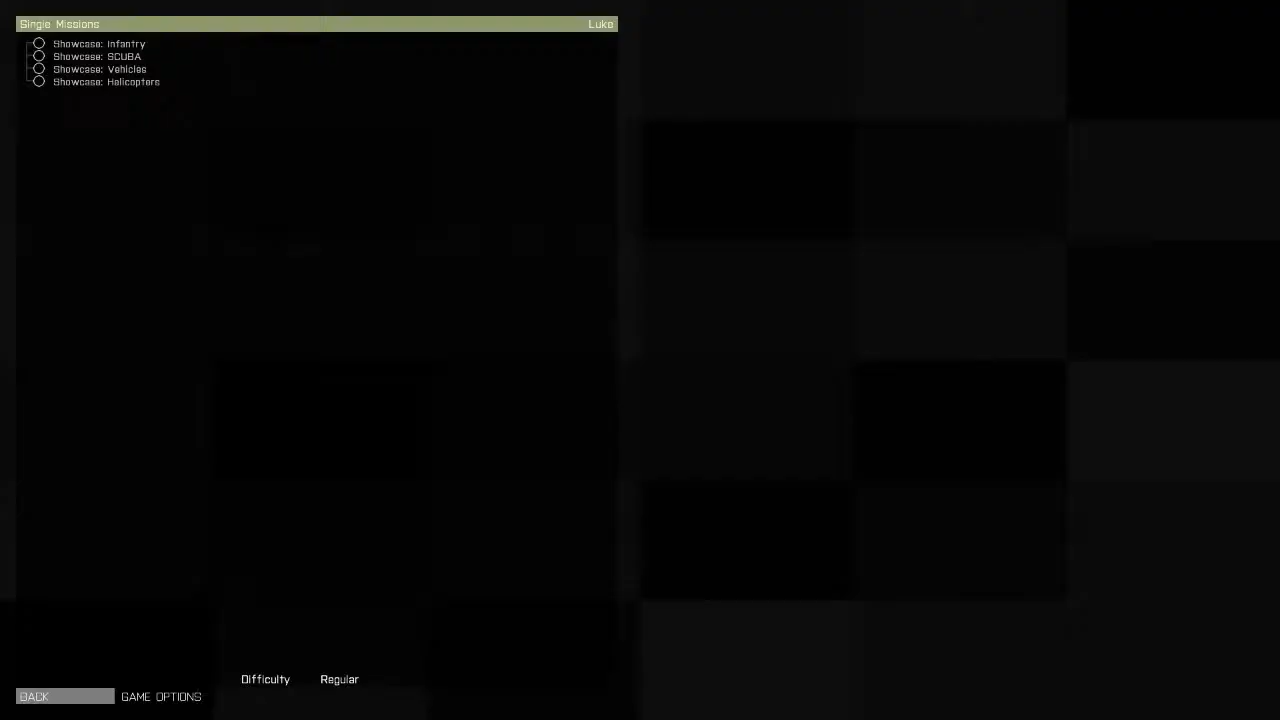 Single Missions Luke
Showcase: Infantry
Showcase: SCUBA
Showcase: Vehicles
Showcase: Helicopters
Difficulty Regular
BACK GAME OPTIONS